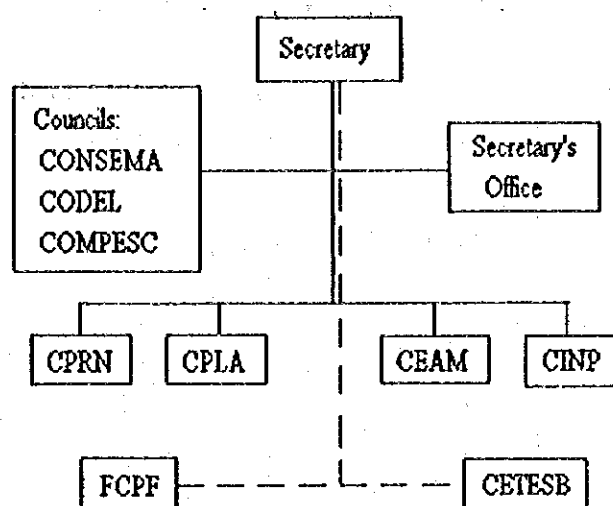 Secretary
Councils:
CONSEMA
CODEL
COMPESC
Secretary's
Office
CPRN
CPLA
CEAM
CINP
FCPF
CETESB